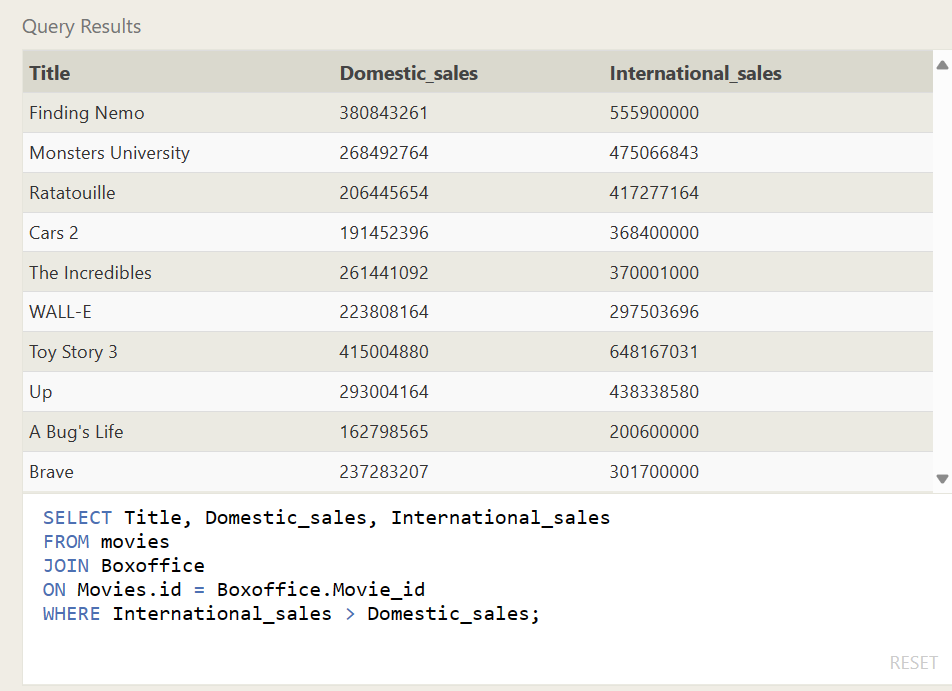 Query Results
Title Domestic_sales International_sales
Finding Nemo 380843261 555900000
Monsters University 268492764 475066843
Ratatouille 206445654 417277164
Cars 2 191452396 368400000
The Incredibles 261441092 370001000
WALL-E 223808164 297503696
Toy Story 3 415004880 648167031
Up 293004164 438338580
A Bug's Life 162798565 200600000
Brave 237283207 301700000
SELECT Title, Domestic_sales, International_sales
FROM movies
JOIN Boxoffice
ON Movies.id = Boxoffice.Movie_id
WHERE International_sales > Domestic_sales;
RESET